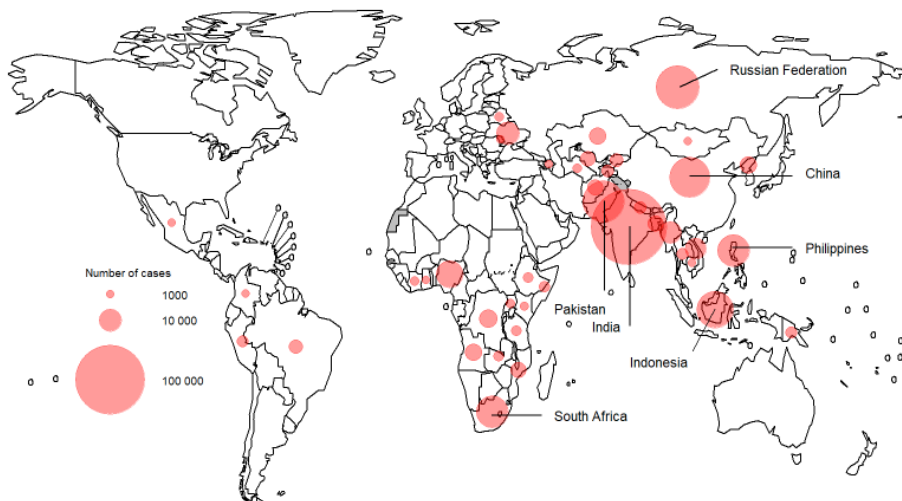 Russian Federation
China
Philippines
Number of cases
1000
10 000
100 000
Pakistan
India
Indonesia
South Africa